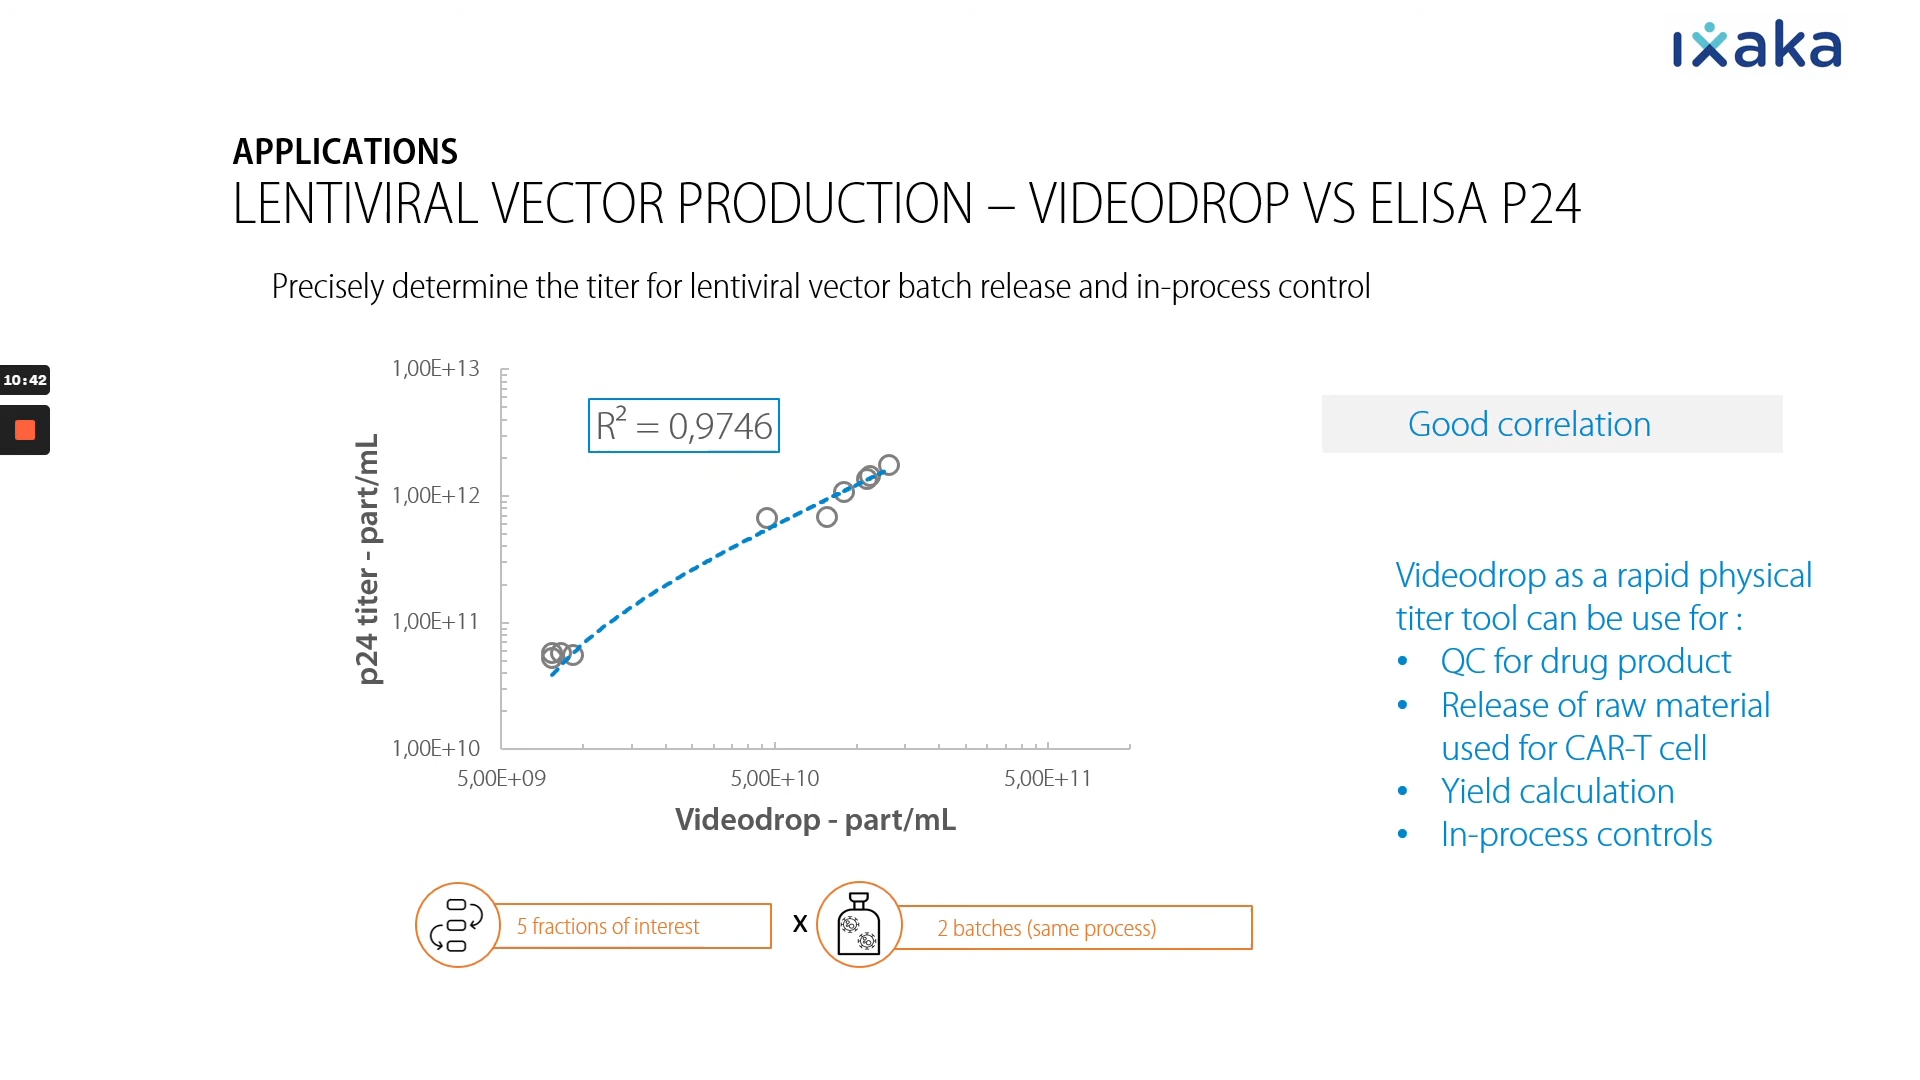 ixaka
APPLICATIONS
LENTIVIRAL VECTOR PRODUCTION – VIDEODROP VS ELISA P24
Precisely determine the titer for lentiviral vector batch release and in-process control
10:42
1,00E+13
1,00E+12
1,00E+11
1,00E+10
p24 titer - part/mL
R² = 0,9746
5,00E+09
5,00E+10
5,00E+11
Videodrop - part/mL
Good correlation
Videodrop as a rapid physical
titer tool can be use for :
• QC for drug product
• Release of raw material
used for CAR-T cell
• Yield calculation
• In-process controls
5 fractions of interest
X
2 batches (same process)